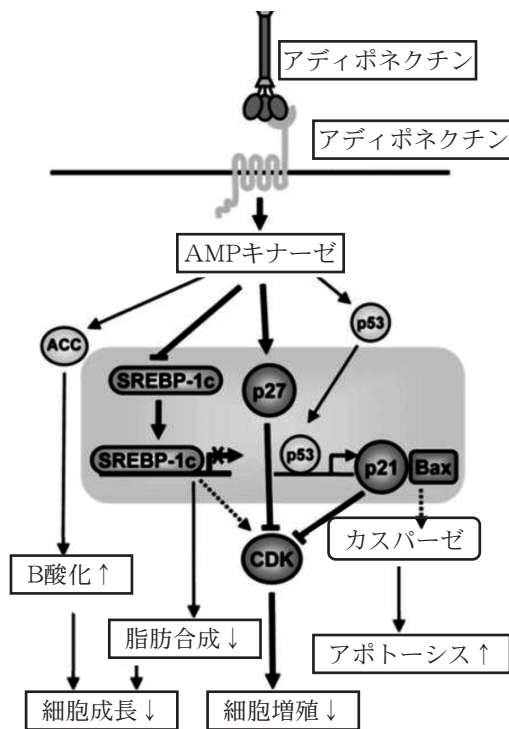 アディポネクチン
アディポネクチン
AMPキナーゼ
ACC
p53
SREBP-1c
p27
SREBP-1c
p53
p21
Bax
CDK
カスパーゼ
B酸化↑
脂肪合成↓
アポトーシス↑
細胞成長↓
細胞増殖↓